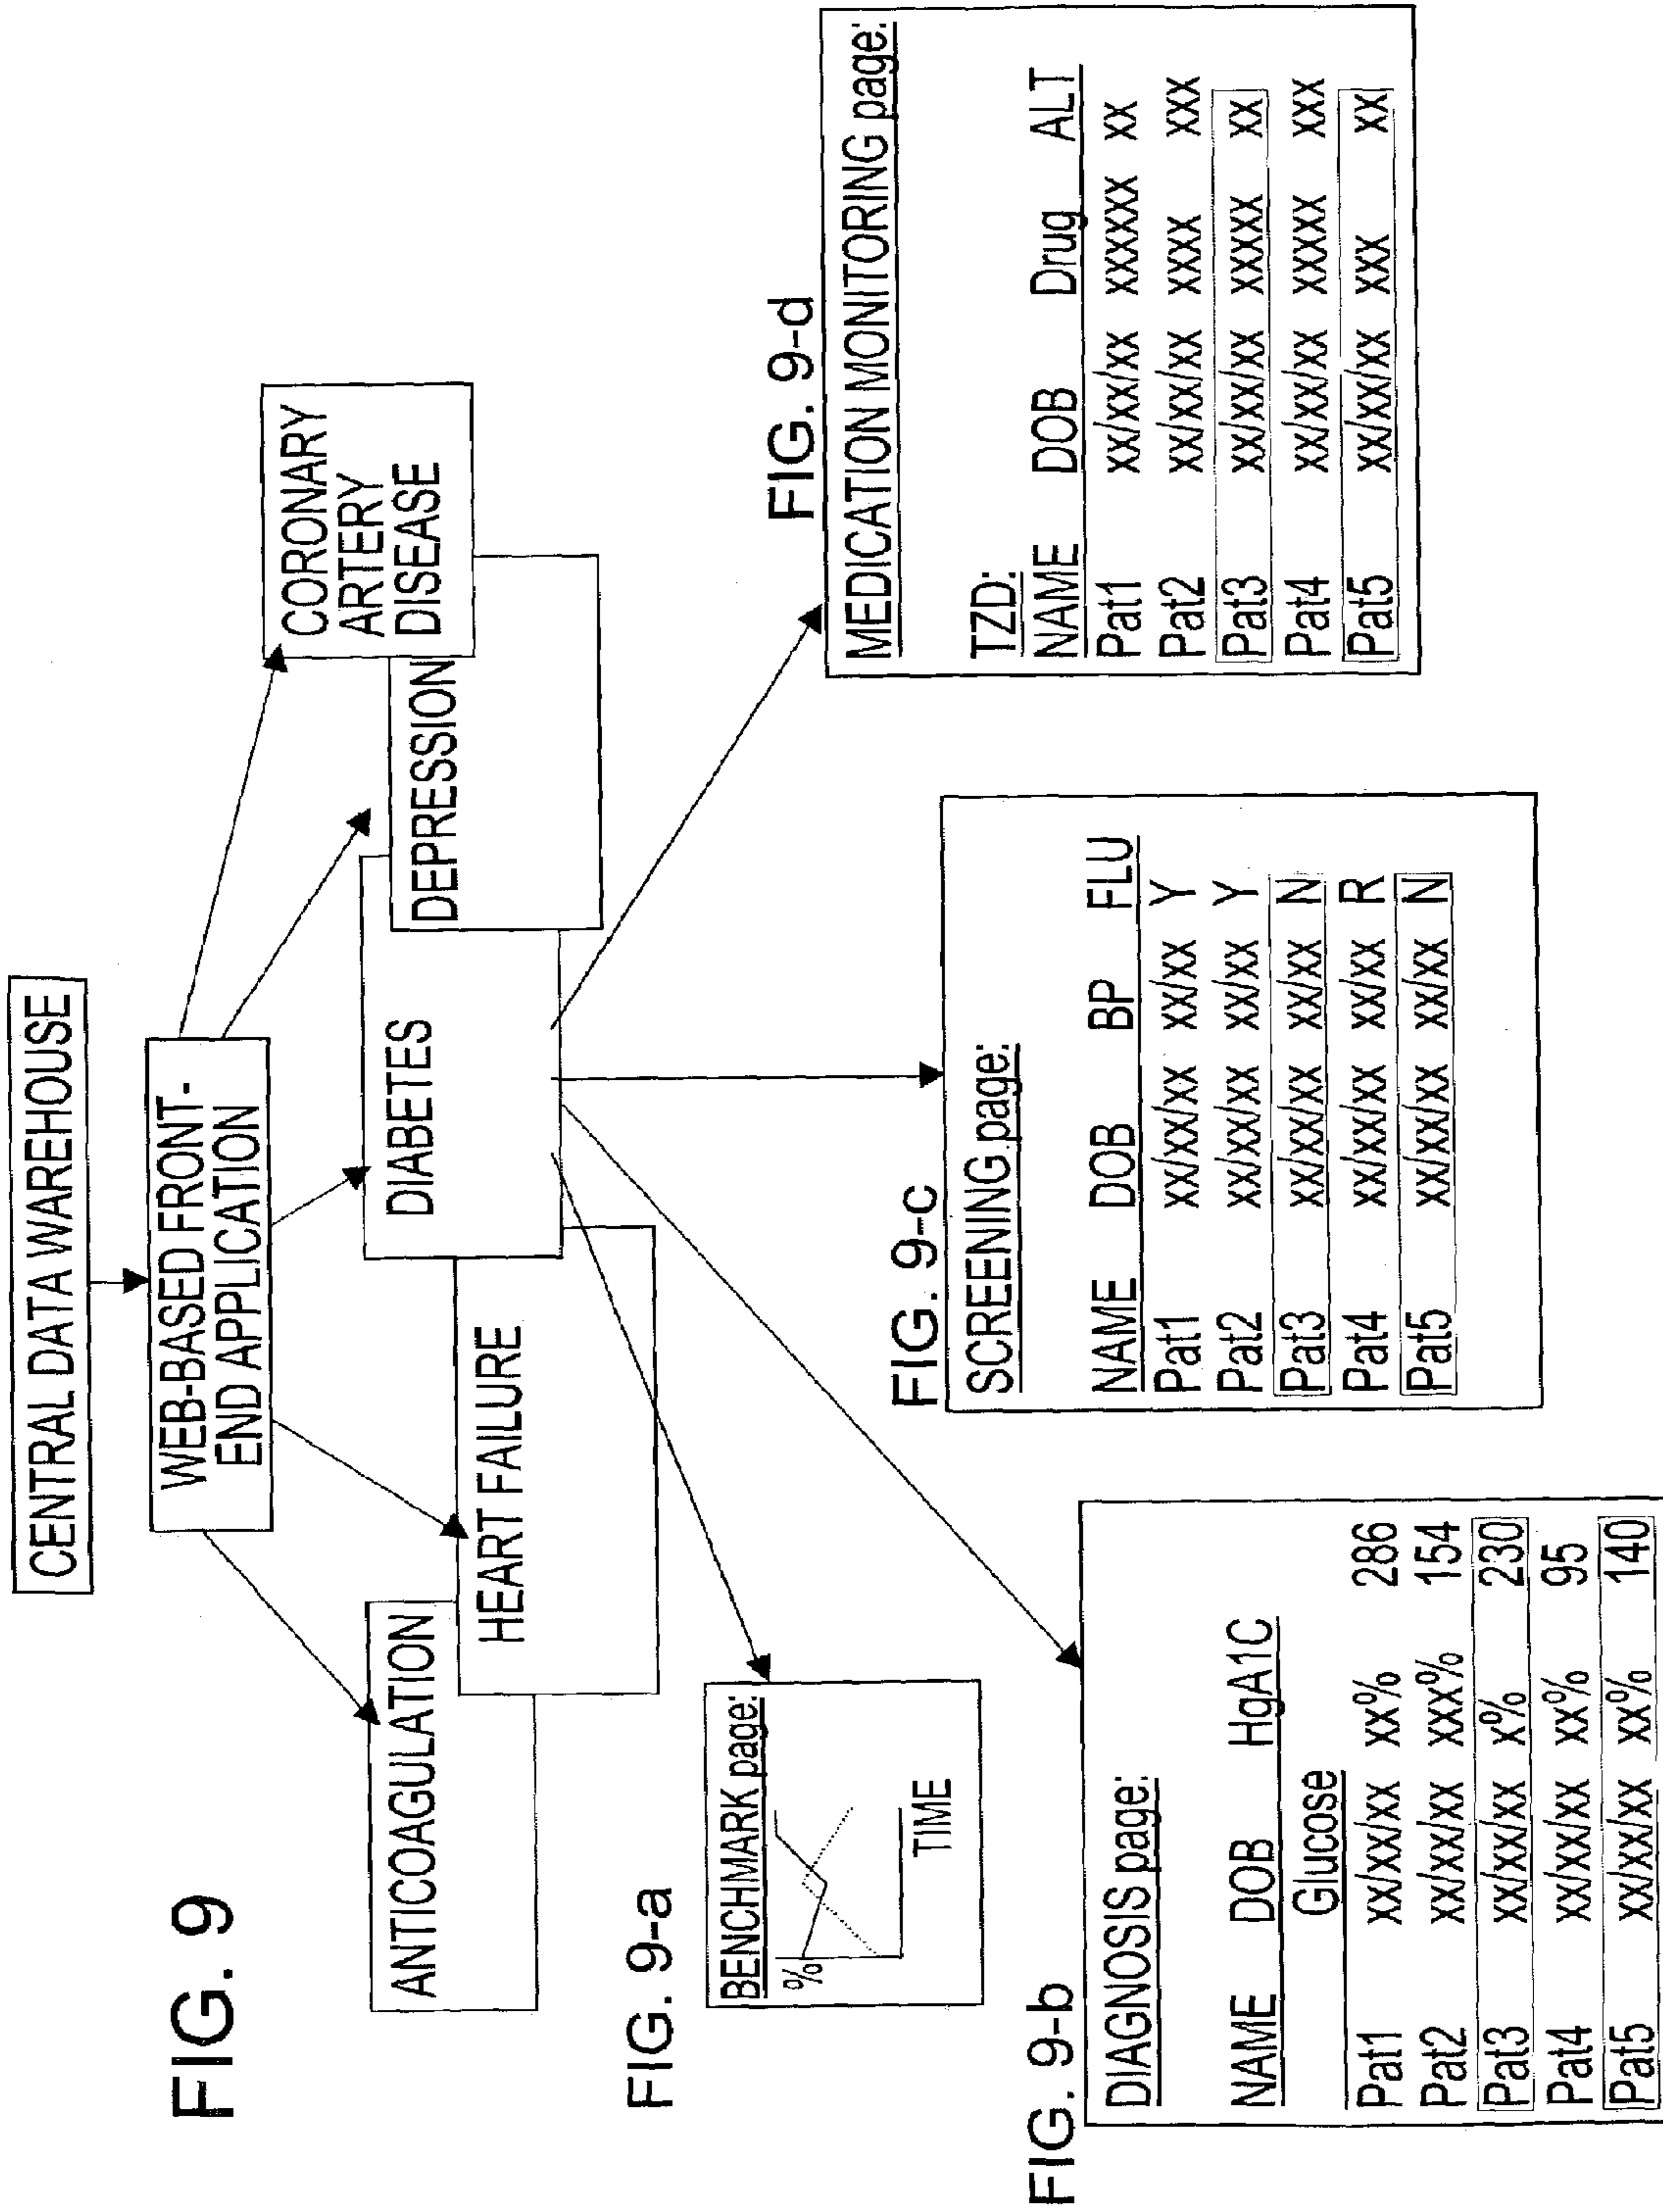 FIG. 9
CENTRAL DATA WAREHOUSE
WEB-BASED FRONT-
END APPLICATION
ANTICOAGULATION
HEART FAILURE
DIABETES
DEPRESSION
CORONARY
ARTERY
DISEASE
FIG. 9-a
BENCHMARK page:
%
TIME
FIG. 9-b
DIAGNOSIS page:
NAME DOB HgA1C
Glucose
Pat1 xx/xx/xx xx% 286
Pat2 xx/xx/xx xxx% 154
Pat3 xx/xx/xx x% 230
Pat4 xx/xx/xx xx% 95
Pat5 xx/xx/xx xx% 140
FIG. 9-c
SCREENING page:
NAME DOB BP FLU
Pat1 xx/xx/xx xx/xx Y
Pat2 xx/xx/xx xx/xx Y
Pat3 xx/xx/xx xx/xx N
Pat4 xx/xx/xx xx/xx R
Pat5 xx/xx/xx xx/xx N
FIG. 9-d
MEDICATION MONITORING page:
TZD:
NAME DOB Drug ALT
Pat1 xx/xx/xx xxxxxx xx
Pat2 xx/xx/xx xxxx xxx
Pat3 xx/xx/xx xxxxx xx
Pat4 xx/xx/xx xxxxx xxx
Pat5 xx/xx/xx xxx xx